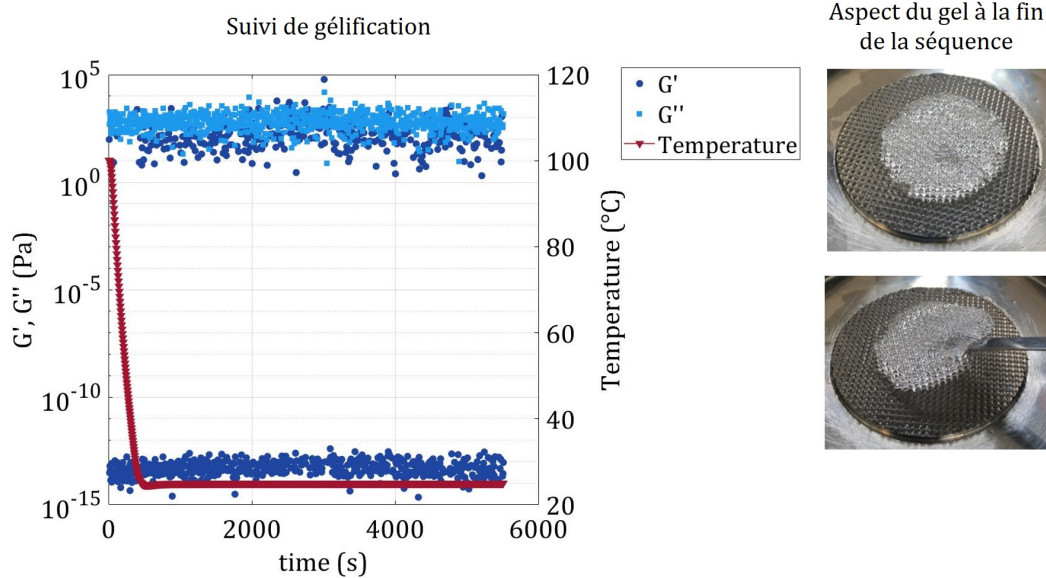 Suivi de gélification
Aspect du gel à la fin
de la séquence
G', G'' (Pa)
10^5
10^0
10^-5
10^-10
10^-15
0
2000
4000
6000
time (s)
120
100
80
60
40
20
Temperature (°C)
G'
G''
Temperature